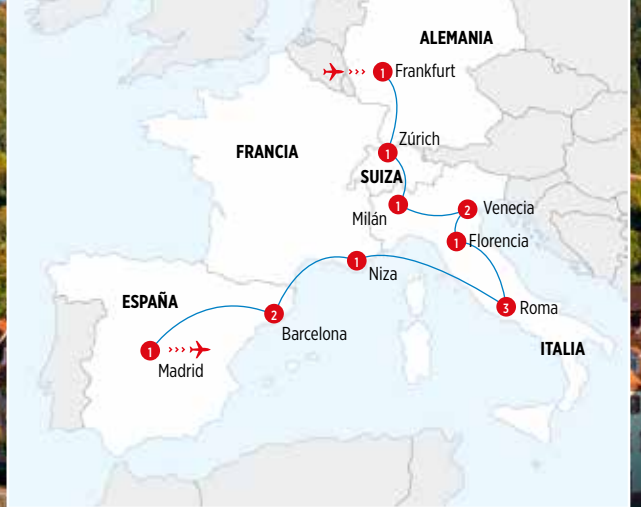 ALEMANIA
1 Frankfurt
Zúrich
1
FRANCIA
SUIZA
1
Milán
2 Venecia
1 Florencia
1
Niza
ESPAÑA
2
Barcelona
3 Roma
ITALIA
1
Madrid